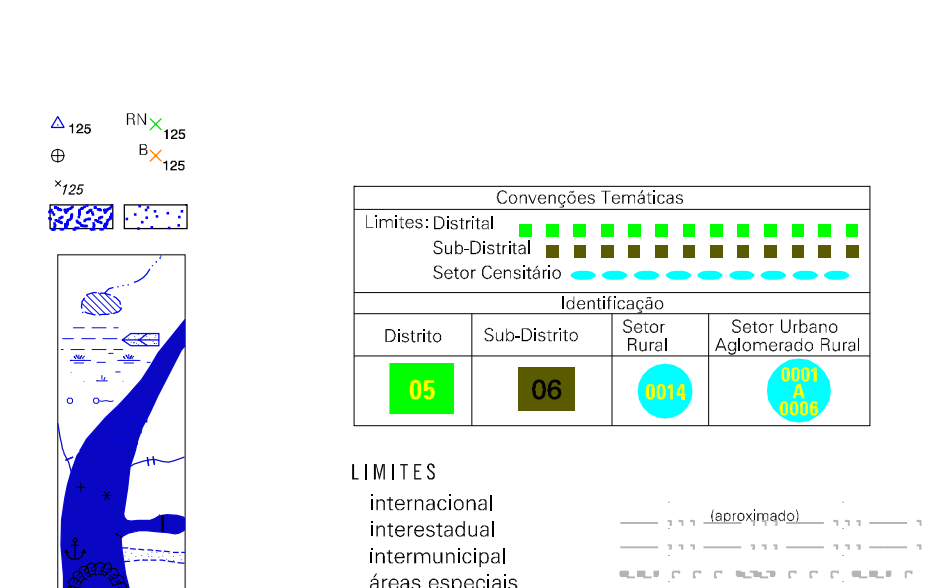 125
RN 125
B 125
125
Convenções Temáticas
Limites: Distrital
Sub-Distrital
Setor Censitário
Identificação
Distrito
Sub-Distrito
Setor
Rural
Setor Urbano
Aglomerado Rural
05
06
0014
0001
A
0006
LIMITES
internacional
(aproximado)
interestadual
intermunicipal
áreas especiais